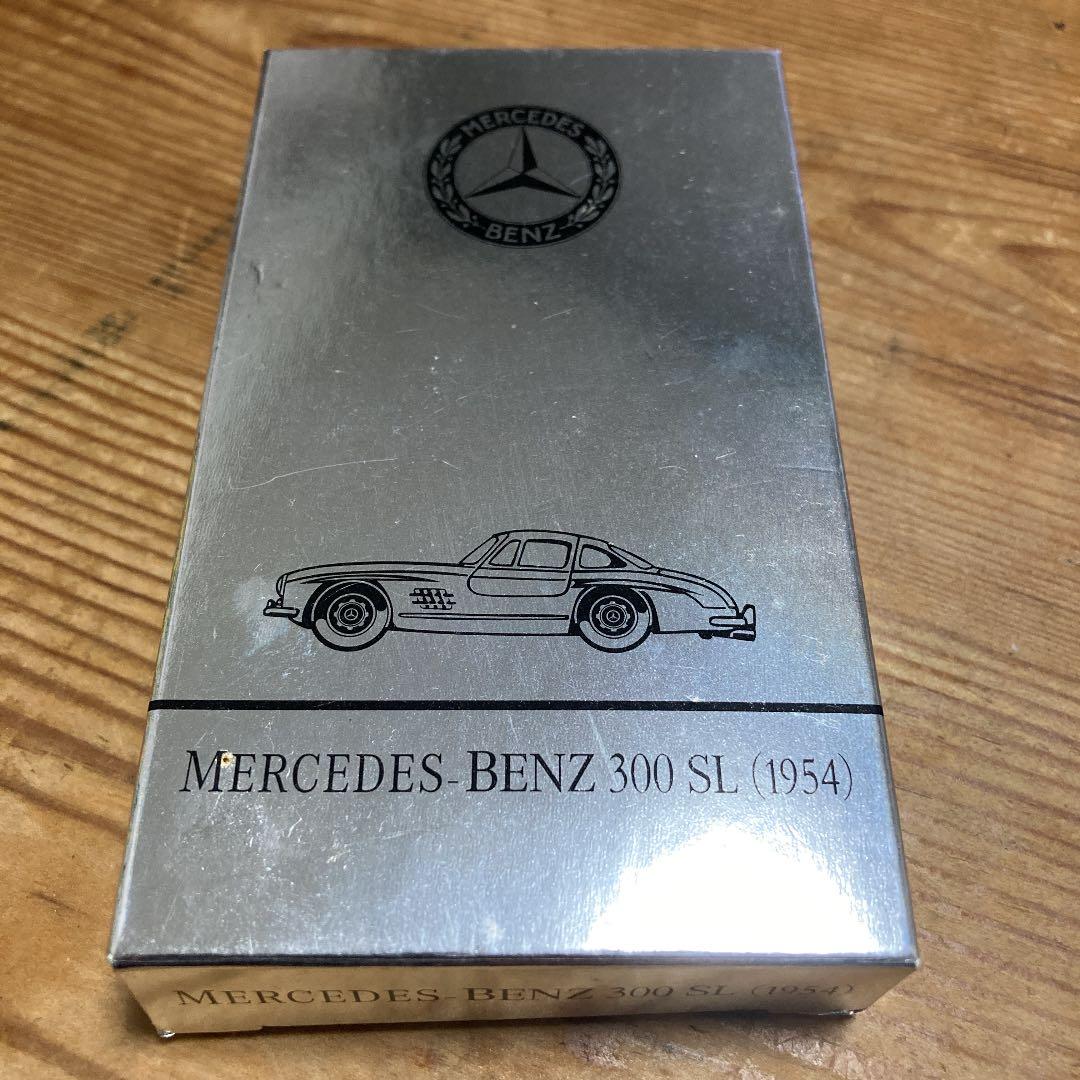 MERCEDES
BENZ
MERCEDES-BENZ 300 SL (1954)
MERCEDES-BENZ 300 SL (1954)